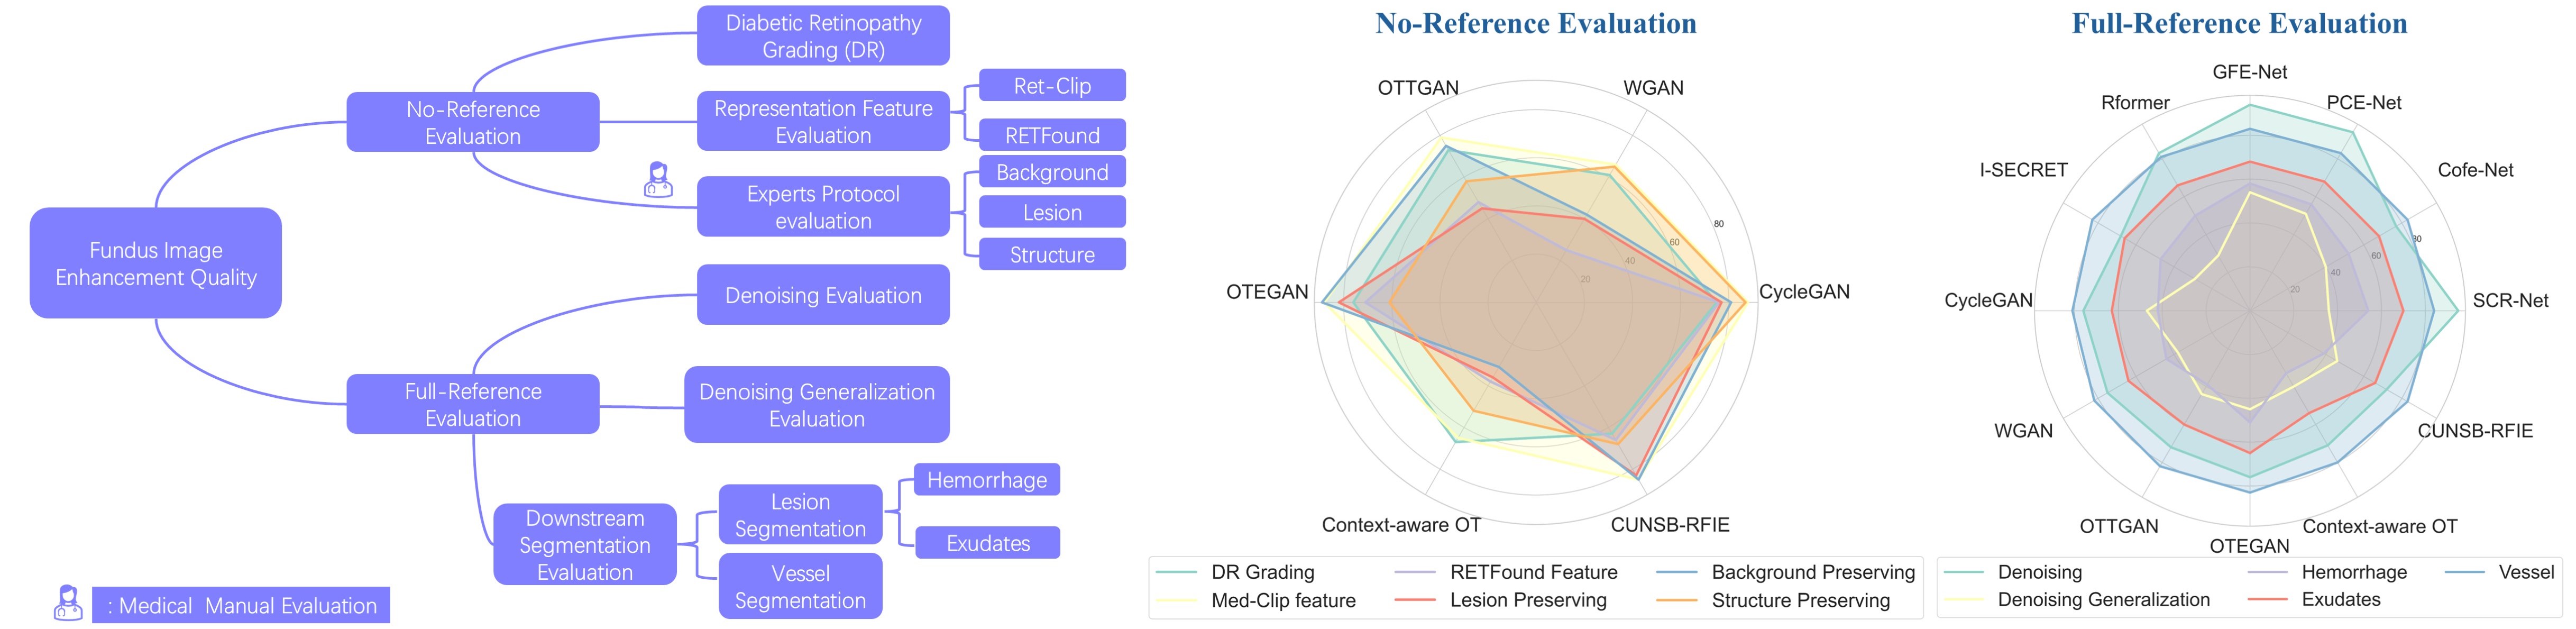 Fundus Image
Enhancement Quality
No-Reference
Evaluation
Diabetic Retinopathy
Grading (DR)
Representation Feature
Evaluation
Ret-Clip
RETFound
Experts Protocol
evaluation
Background
Lesion
Structure
Full-Reference
Evaluation
Denoising Evaluation
Denoising Generalization
Evaluation
Downstream
Segmentation
Evaluation
Lesion
Segmentation
Hemorrhage
Exudates
Vessel
Segmentation
: Medical Manual Evaluation
No-Reference Evaluation
OTTGAN
WGAN
OTEGAN
CycleGAN
Context-aware OT
CUNSB-RFIE
20
40
60
80
DR Grading
RETFound Feature
Background Preserving
Med-Clip feature
Lesion Preserving
Structure Preserving
Full-Reference Evaluation
GFE-Net
Rformer
PCE-Net
I-SECRET
Cofe-Net
CycleGAN
SCR-Net
WGAN
CUNSB-RFIE
OTTGAN
Context-aware OT
OTEGAN
20
40
60
80
Denoising
Hemorrhage
Vessel
Denoising Generalization
Exudates